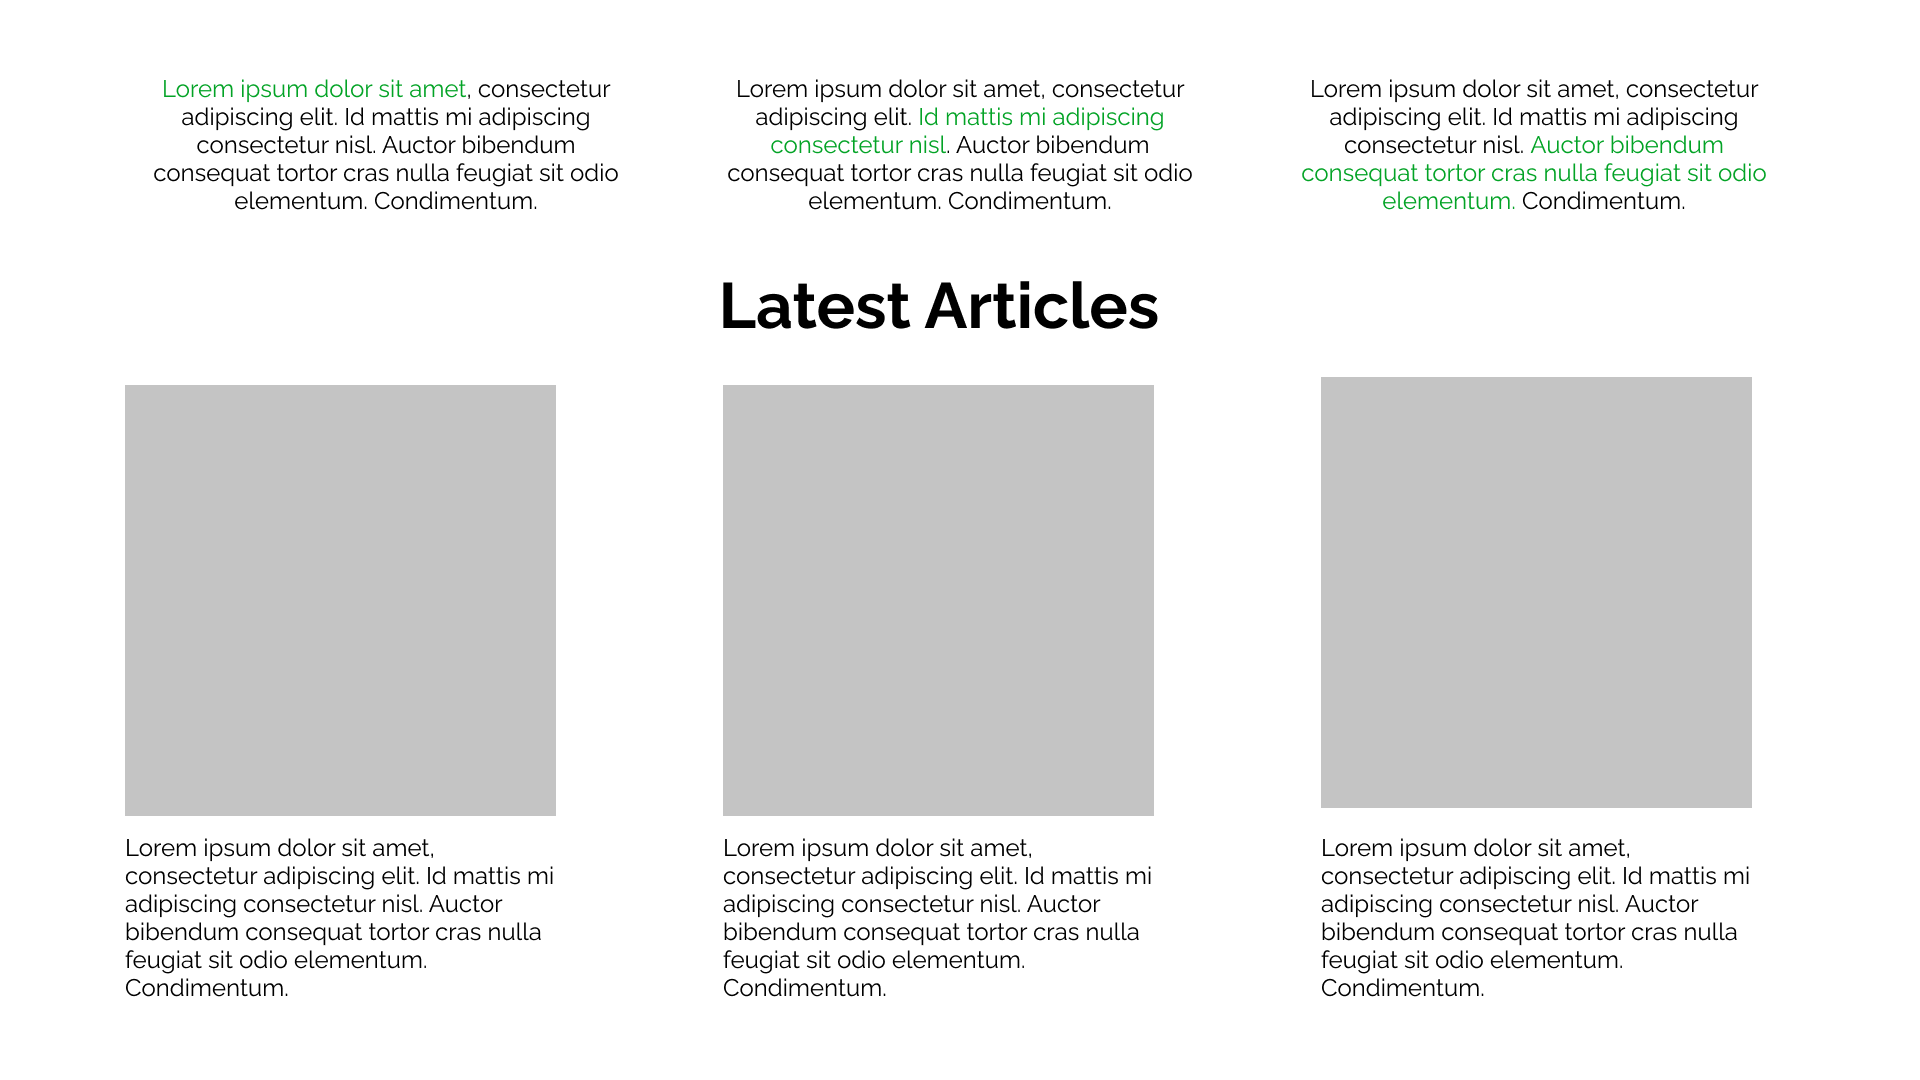 Lorem ipsum dolor sit amet, consectetur
adipiscing elit. Id mattis mi adipiscing
consectetur nisl. Auctor bibendum
consequat tortor cras nulla feugiat sit odio
elementum. Condimentum.
Lorem ipsum dolor sit amet, consectetur
adipiscing elit. Id mattis mi adipiscing
consectetur nisl. Auctor bibendum
consequat tortor cras nulla feugiat sit odio
elementum. Condimentum.
Lorem ipsum dolor sit amet, consectetur
adipiscing elit. Id mattis mi adipiscing
consectetur nisl. Auctor bibendum
consequat tortor cras nulla feugiat sit odio
elementum. Condimentum.
Latest Articles
Lorem ipsum dolor sit amet,
consectetur adipiscing elit. Id mattis mi
adipiscing consectetur nisl. Auctor
bibendum consequat tortor cras nulla
feugiat sit odio elementum.
Condimentum.
Lorem ipsum dolor sit amet,
consectetur adipiscing elit. Id mattis mi
adipiscing consectetur nisl. Auctor
bibendum consequat tortor cras nulla
feugiat sit odio elementum.
Condimentum.
Lorem ipsum dolor sit amet,
consectetur adipiscing elit. Id mattis mi
adipiscing consectetur nisl. Auctor
bibendum consequat tortor cras nulla
feugiat sit odio elementum.
Condimentum.